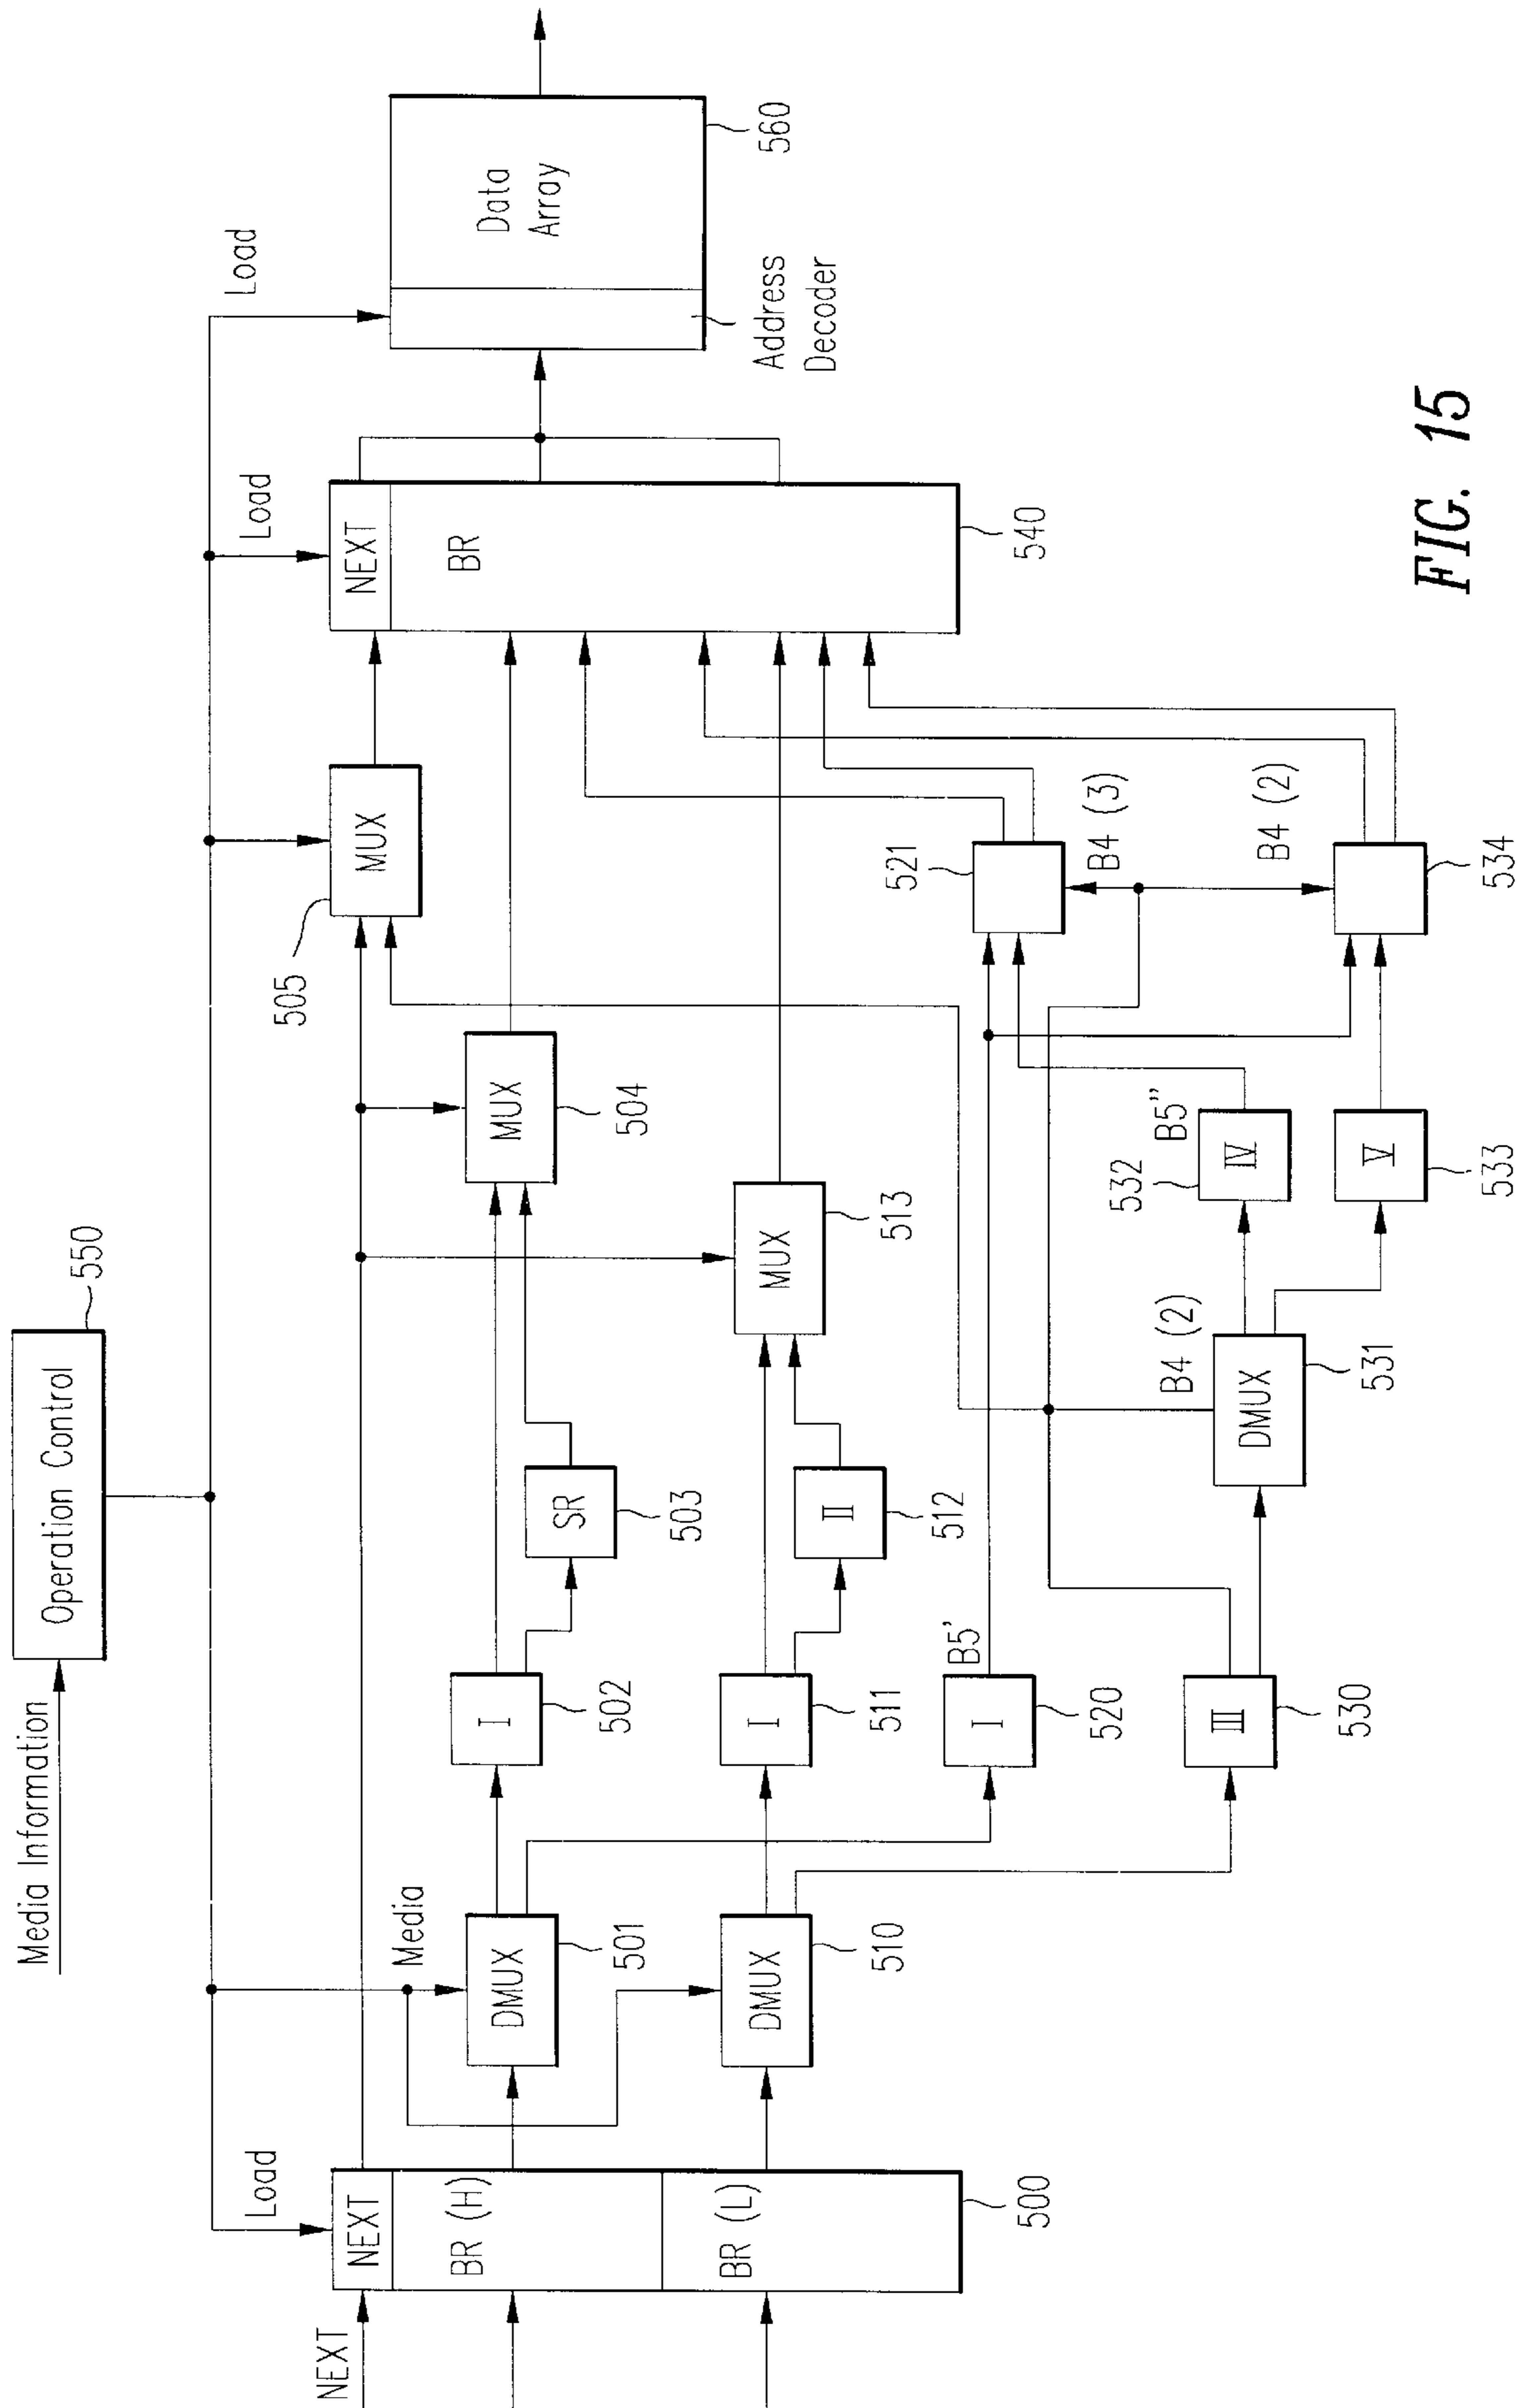 Media Information
Operation Control
550
Load
Load
Load
Media
NEXT
NEXT
BR (H)
BR (L)
500
DMUX
501
DMUX
510
I
502
SR
503
MUX
504
MUX
505
I
511
II
512
MUX
513
I
520
B5'
III
530
DMUX
531
B4 (2)
IV
532
B5"
V
533
521
B4 (3)
B4 (2)
534
NEXT
BR
540
Data
Array
560
Address
Decoder
FIG. 15